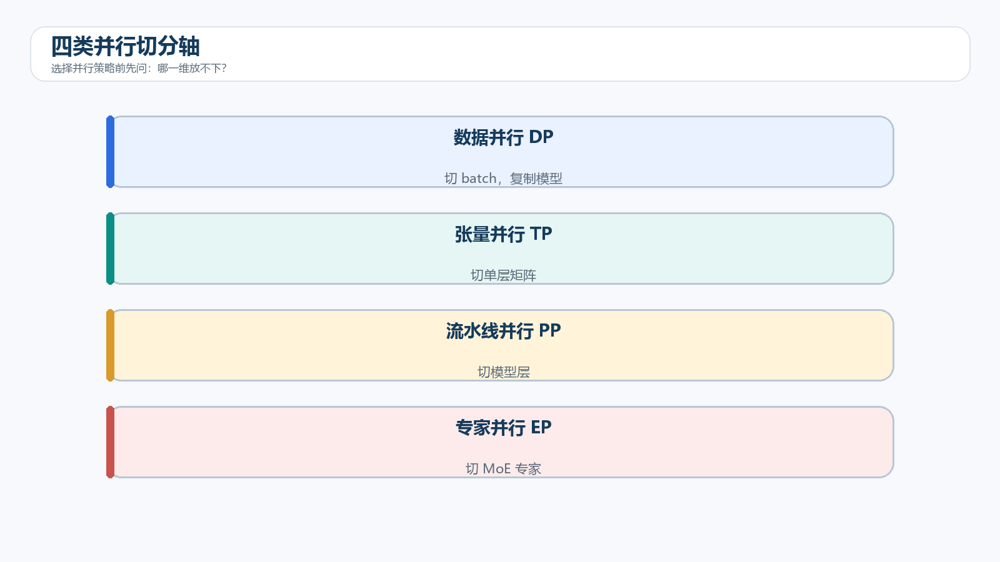 四类并行切分轴
选择并行策略前先问：哪一维放不下？
数据并行 DP
切 batch，复制模型
张量并行 TP
切单层矩阵
流水线并行 PP
切模型层
专家并行 EP
切 MoE 专家